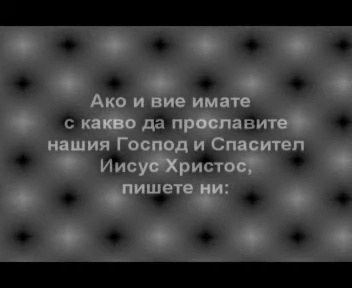 Ако и вие имате
с какво да прославите
нашия Господ и Спасител
Иисус Христос,
пишете ни: